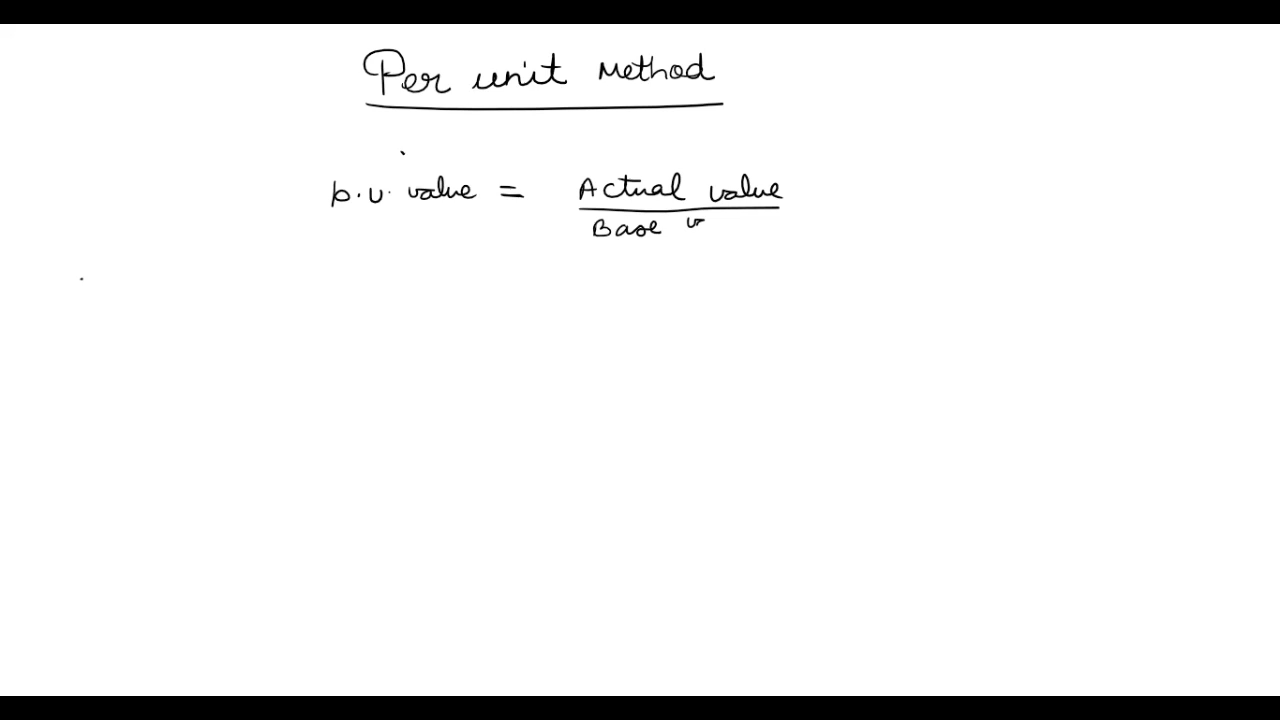 Per unit Method
p.u. value = Actual value
Base v